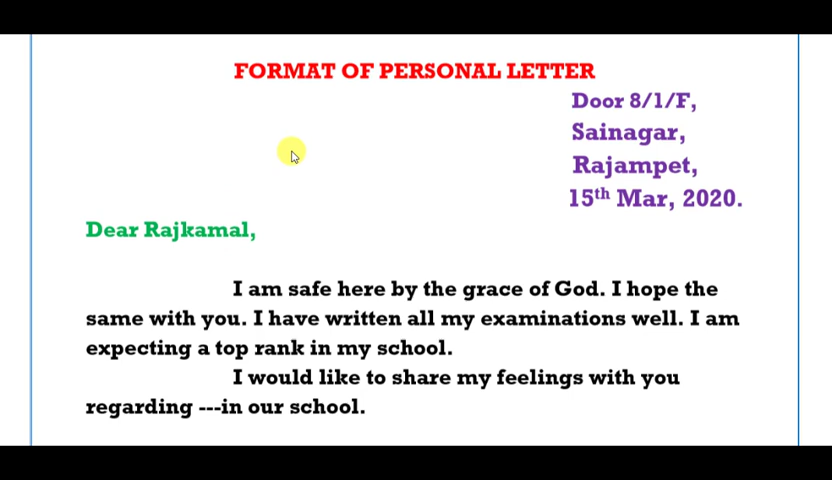 FORMAT OF PERSONAL LETTER
Door 8/1/F,
Sainagar,
Rajampet,
15th Mar, 2020.
Dear Rajkamal,
I am safe here by the grace of God. I hope the
same with you. I have written all my examinations well. I am
expecting a top rank in my school.
I would like to share my feelings with you
regarding ---in our school.